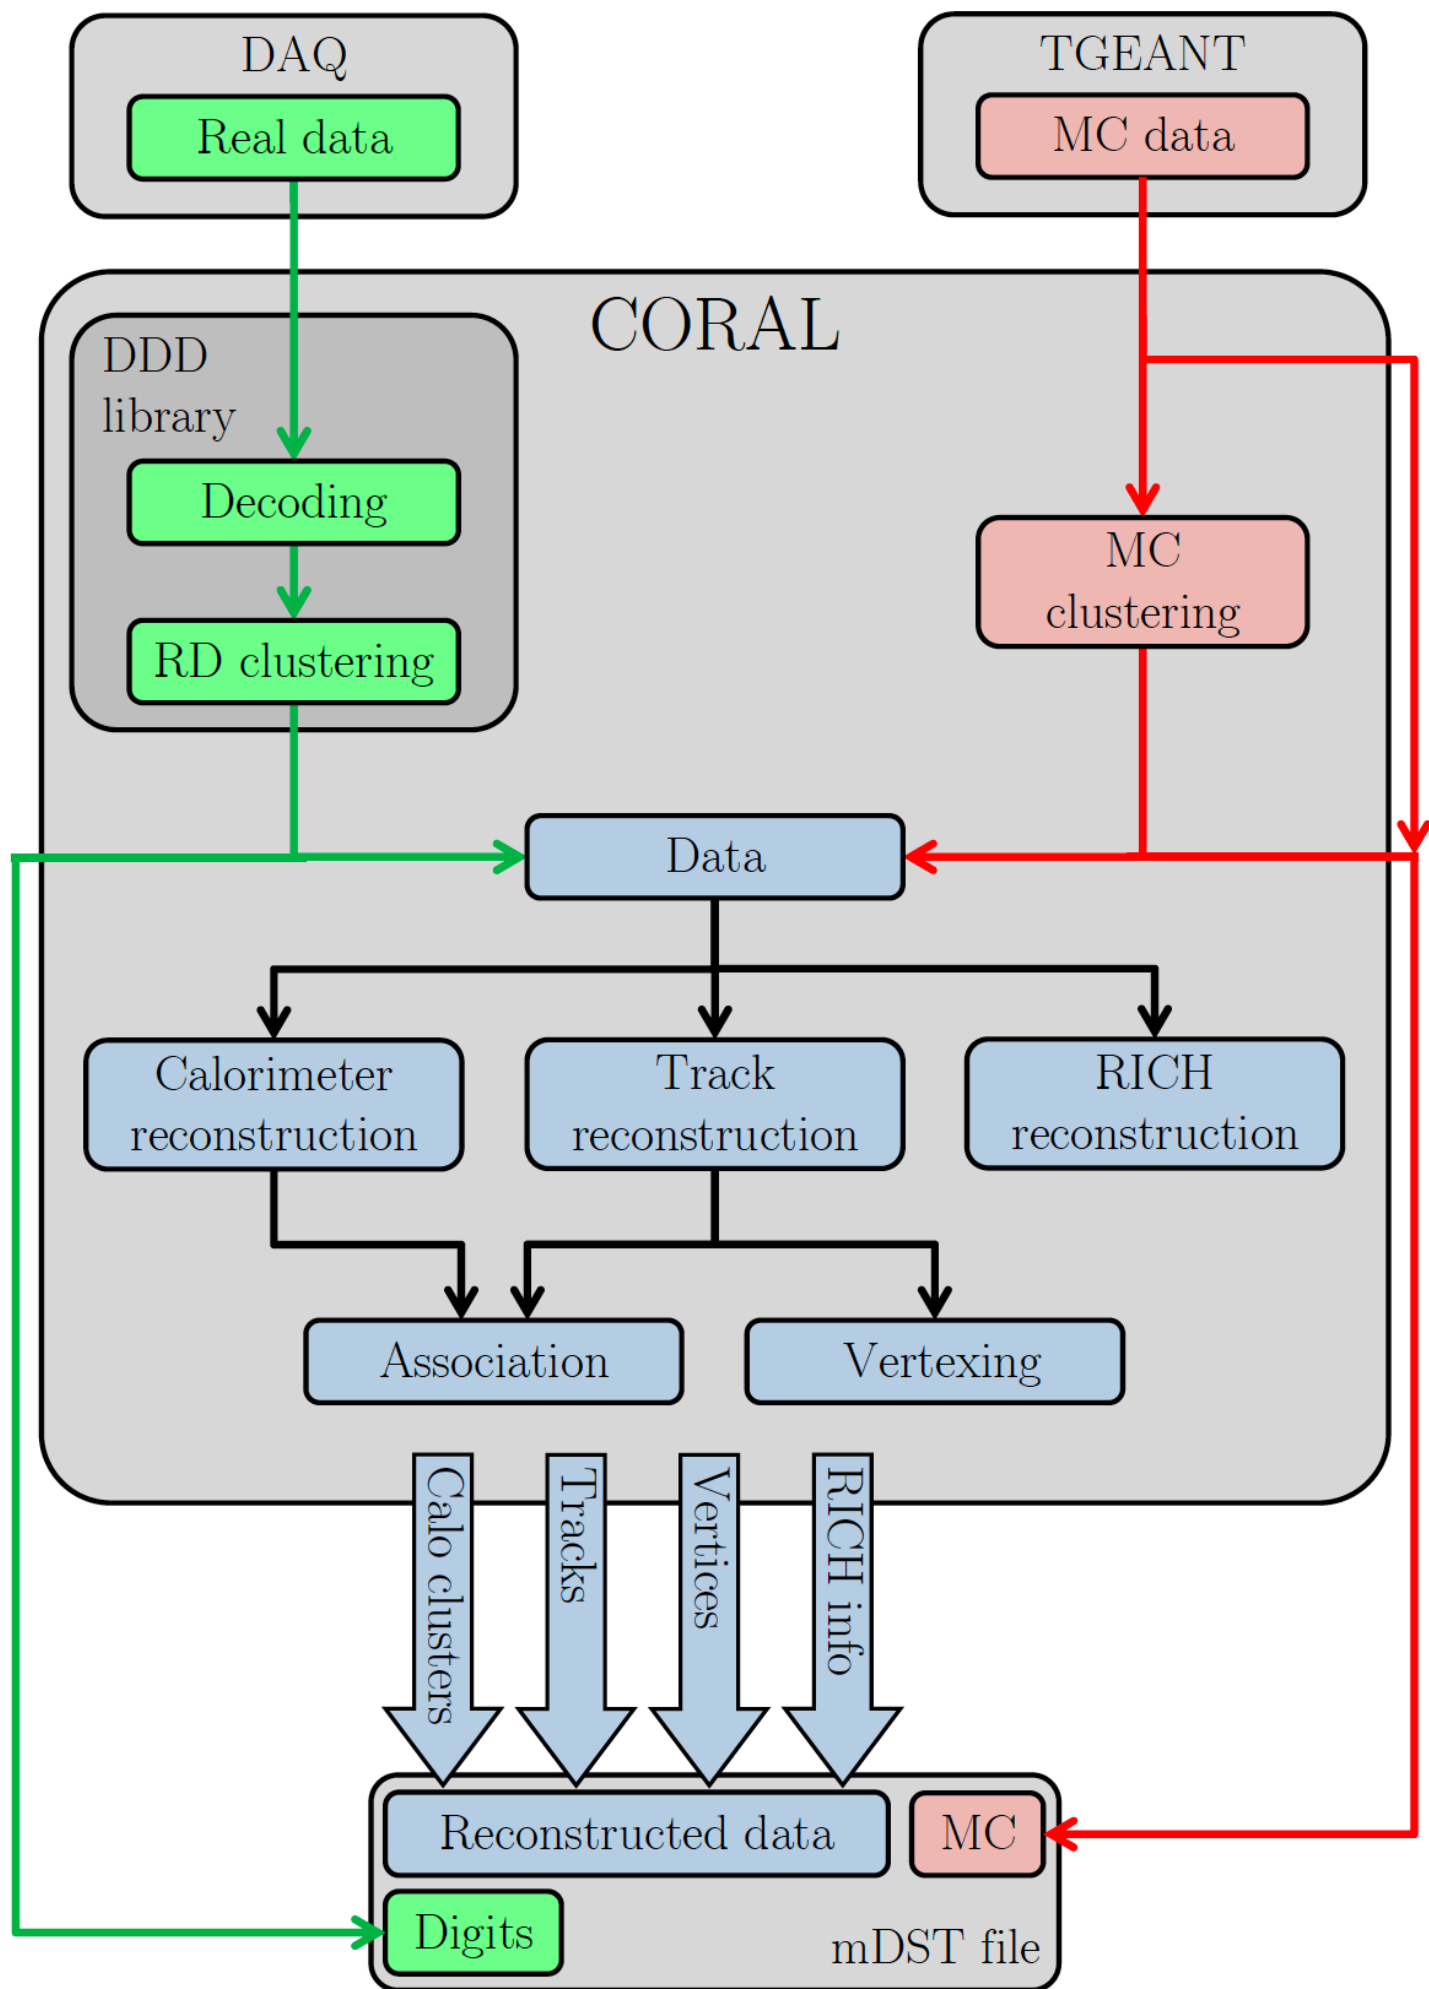 DAQ
Real data
TGEANT
MC data
CORAL
DDD
library
Decoding
RD clustering
MC
clustering
Data
Calorimeter
reconstruction
Track
reconstruction
RICH
reconstruction
Association
Vertexing
Calo clusters
Tracks
Vertices
RICH info
Reconstructed data
MC
Digits
mDST file